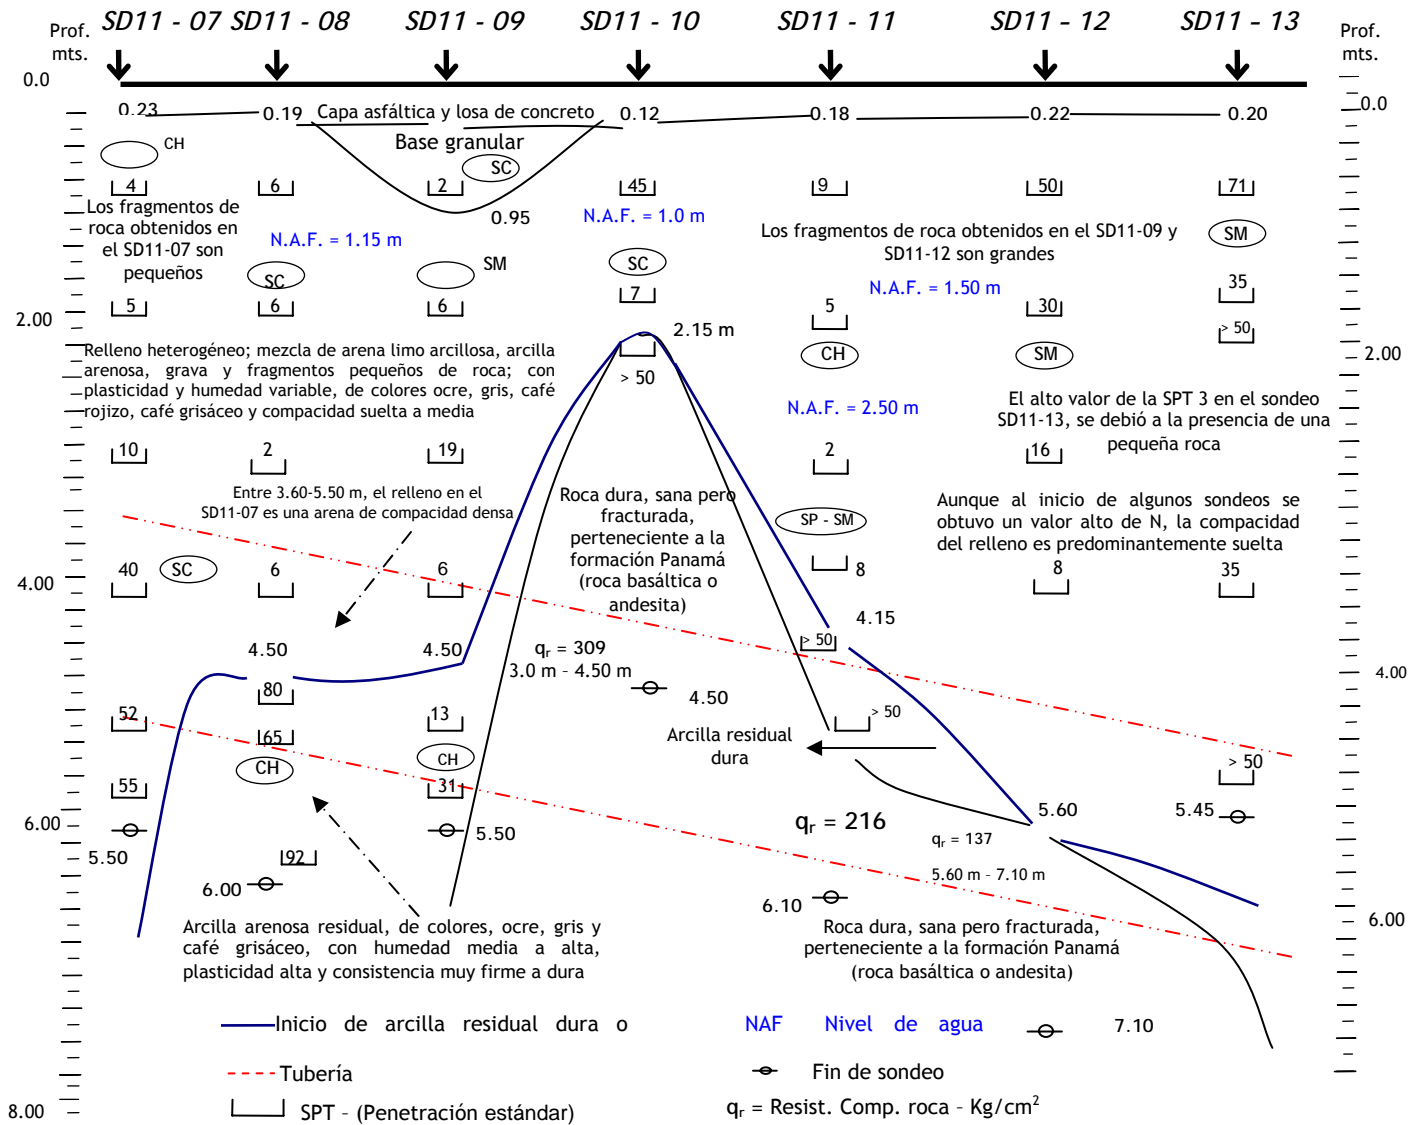 SD11 - 07 SD11 - 08 SD11 - 09 SD11 - 10 SD11 - 11 SD11 - 12 SD11 - 13
Prof.
mts.
Prof.
mts.
0.0
0.0
0.23
0.19
Capa asfáltica y losa de concreto
0.12
0.18
0.22
0.20
Base granular
CH
SC
4
6
2
45
9
50
71
Los fragmentos de
roca obtenidos en
el SD11-07 son
pequeños
0.95
N.A.F. = 1.15 m
N.A.F. = 1.0 m
Los fragmentos de roca obtenidos en el SD11-09 y
SD11-12 son grandes
SM
SC
SM
SC
N.A.F. = 1.50 m
35
5
6
6
7
5
30
> 50
2.00
2.00
2.15 m
Relleno heterogéneo; mezcla de arena limo arcillosa, arcilla
arenosa, grava y fragmentos pequeños de roca; con
plasticidad y humedad variable, de colores ocre, gris, café
rojizo, café grisáceo y compacidad suelta a media
> 50
CH
SM
N.A.F. = 2.50 m
El alto valor de la SPT 3 en el sondeo
SD11-13, se debió a la presencia de una
pequeña roca
10
2
19
2
16
Entre 3.60-5.50 m, el relleno en el
SD11-07 es una arena de compacidad densa
Roca dura, sana pero
fracturada,
perteneciente a la
formación Panamá
(roca basáltica o
andesita)
SP - SM
Aunque al inicio de algunos sondeos se
obtuvo un valor alto de N, la compacidad
del relleno es predominantemente suelta
40
SC
6
6
8
8
35
4.00
4.00
4.50
4.50
4.15
> 50
qr = 309
3.0 m - 4.50 m
4.50
80
52
13
> 50
65
Arcilla residual
dura
CH
CH
> 50
55
31
6.00
5.50
5.50
qr = 216
5.60
5.45
qr = 137
5.60 m - 7.10 m
92
6.00
6.10
6.00
Arcilla arenosa residual, de colores, ocre, gris y
café grisáceo, con humedad media a alta,
plasticidad alta y consistencia muy firme a dura
Roca dura, sana pero fracturada,
perteneciente a la formación Panamá
(roca basáltica o andesita)
Inicio de arcilla residual dura o
NAF Nivel de agua
7.10
Tubería
Fin de sondeo
8.00
SPT - (Penetración estándar)
qr = Resist. Comp. roca - Kg/cm²